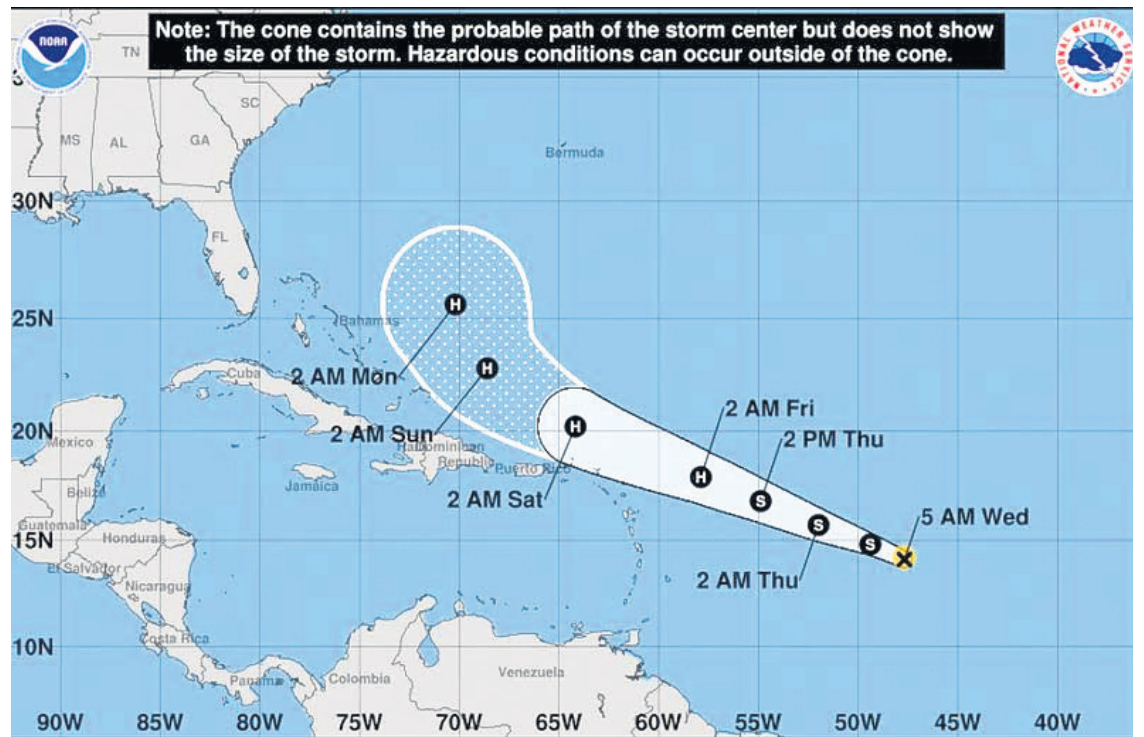 Note: The cone contains the probable path of the storm center but does not show
the size of the storm. Hazardous conditions can occur outside of the cone.
NOAA
NATIONAL WEATHER SERVICE
TN
SC
MS
AL
GA
Bermuda
30N
FL
25N
Bahamas
2 AM Mon
Cuba
2 AM Sun
2 AM Fri
20N
Mexico
Dominican
Republic
Puerto Rico
2 PM Thu
Jamaica
2 AM Sat
Belize
5 AM Wed
Guatemala
15N
Honduras
El Salvador
2 AM Thu
Nicaragua
H
H
H
H
S
S
S
10N
Costa Rica
Panama
Colombia
Venezuela
90W 85W 80W 75W 70W 65W 60W 55W 50W 45W 40W